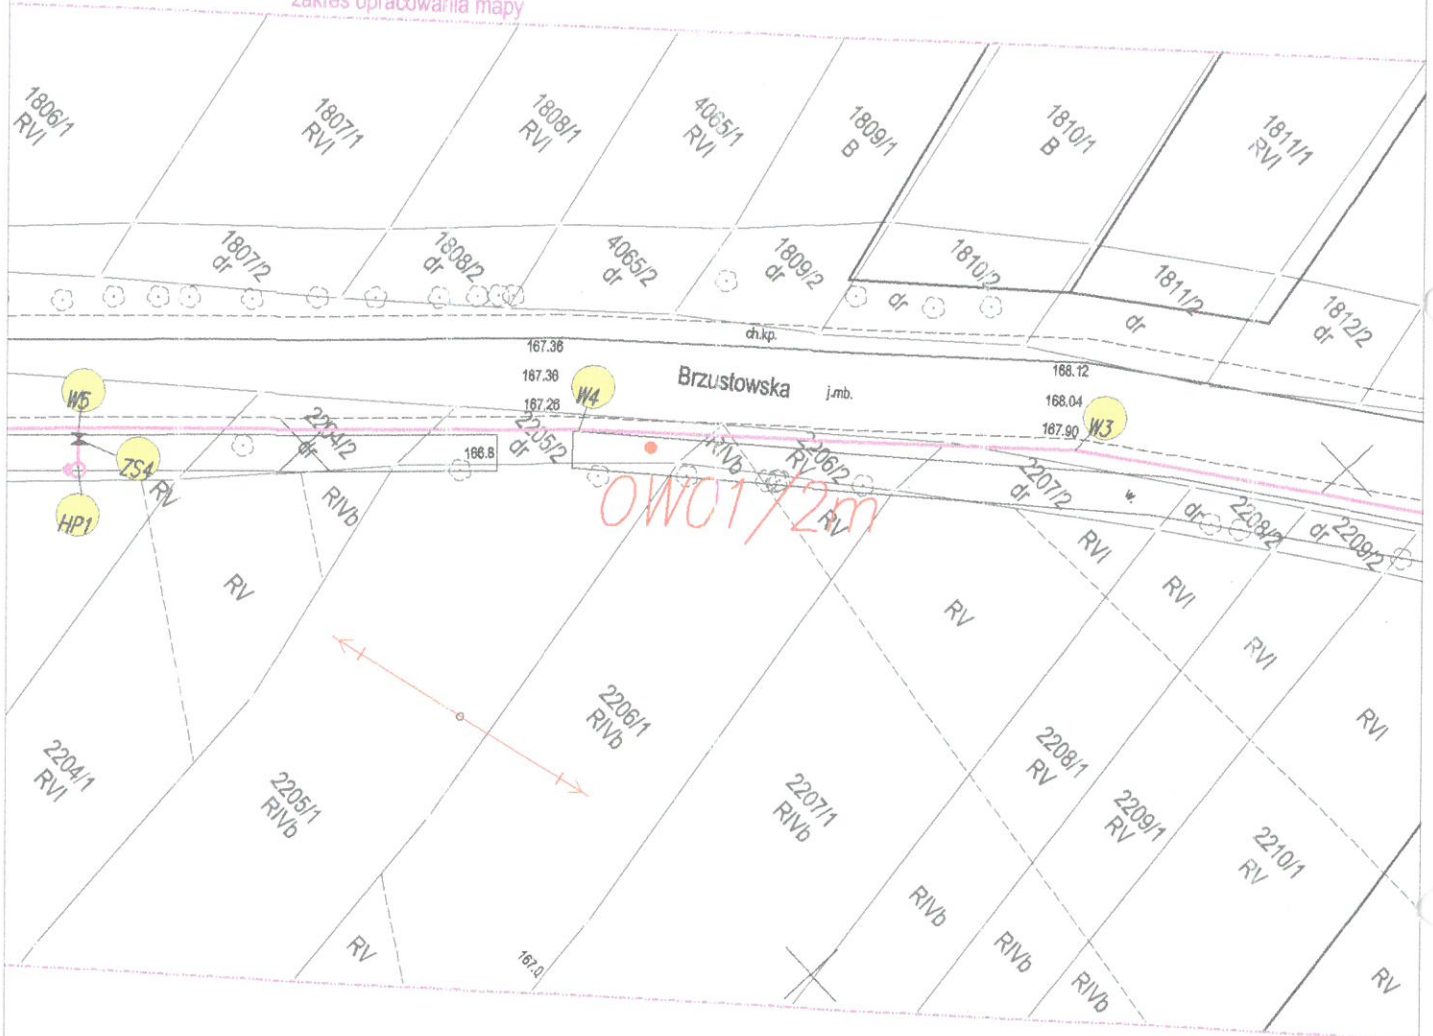 zakres opracowania mapy
1806/1
RVI
1807/1
RVI
1808/1
RVI
4065/1
RVI
1809/1
B
1810/1
B
1811/1
RVI
1807/2
dr
1808/2
dr
4065/2
dr
1809/2
dr
1810/2
dr
1811/2
dr
1812/2
dr
ch.kp.
167.36
167.36
167.26
Brzustowska
j.mb.
168.12
168.04
167.90
W5
W4
W3
ZS4
HP1
2204/2
dr
2205/2
dr
166.8
RIVb
2206/2
RV
2207/2
dr
dr
2208/2
dr
2209/2
OW01/2m
RV
RIVb
RV
RVI
RV
RV
RVI
RVI
RVI
2204/1
RVI
2205/1
RIVb
2206/1
RIVb
2207/1
RIVb
2208/1
RV
2209/1
RV
2210/1
RV
RV
167.0
RIVb
RIVb
RIVb
RV